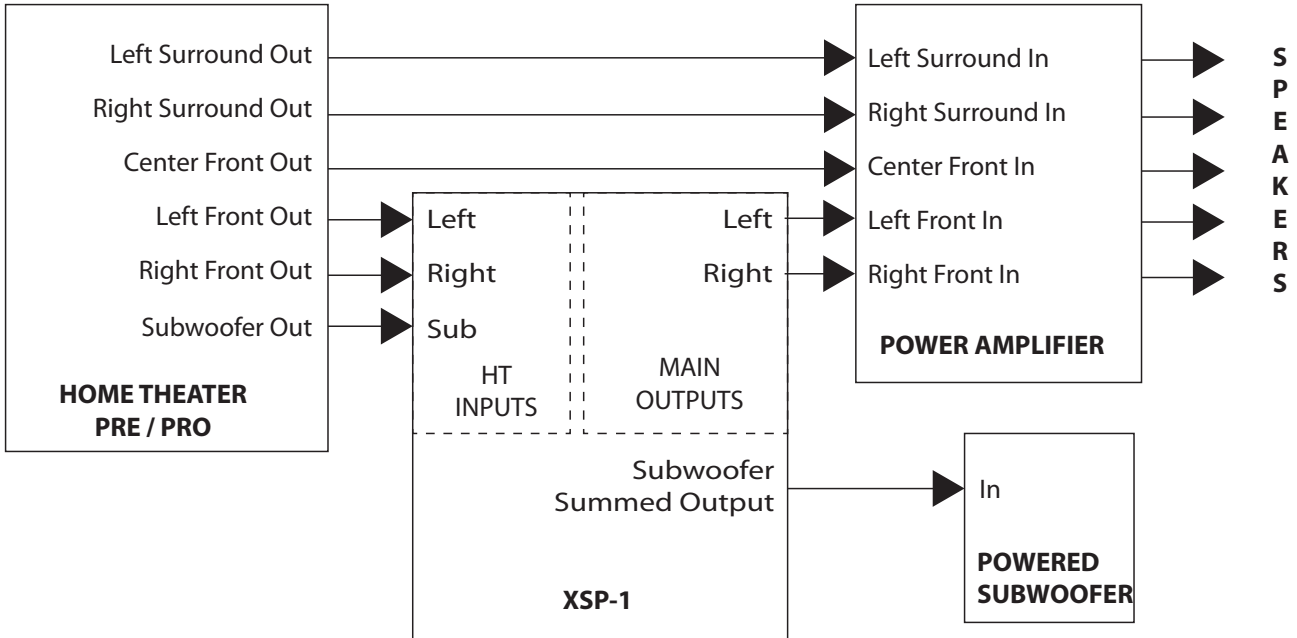 Left Surround Out
Right Surround Out
Center Front Out
Left Front Out
Right Front Out
Subwoofer Out
HOME THEATER
PRE / PRO
Left
Right
Sub
HT
INPUTS
Left
Right
MAIN
OUTPUTS
Subwoofer
Summed Output
XSP-1
Left Surround In
Right Surround In
Center Front In
Left Front In
Right Front In
POWER AMPLIFIER
In
POWERED
SUBWOOFER
S
P
E
A
K
E
R
S